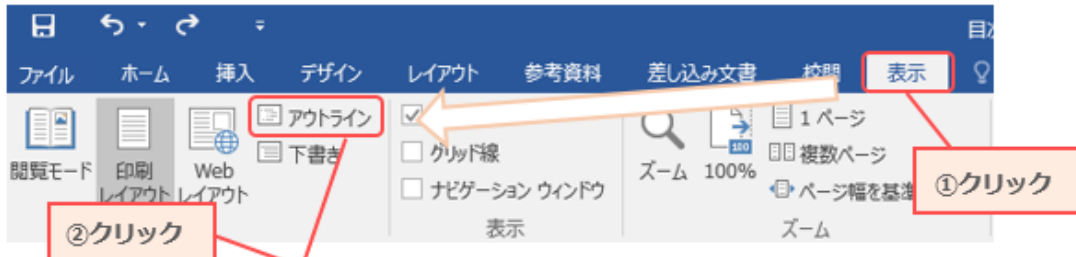 目次
ファイル ホーム 挿入 デザイン レイアウト 参考資料 差し込み文書 校閲 表示
アウトライン
1 ページ
下書き
グリッド線
複数ページ
閲覧モード 印刷 Web
ズーム 100%
レイアウト レイアウト
ナビゲーション ウィンドウ
ページ幅を基準
①クリック
表示
ズーム
②クリック